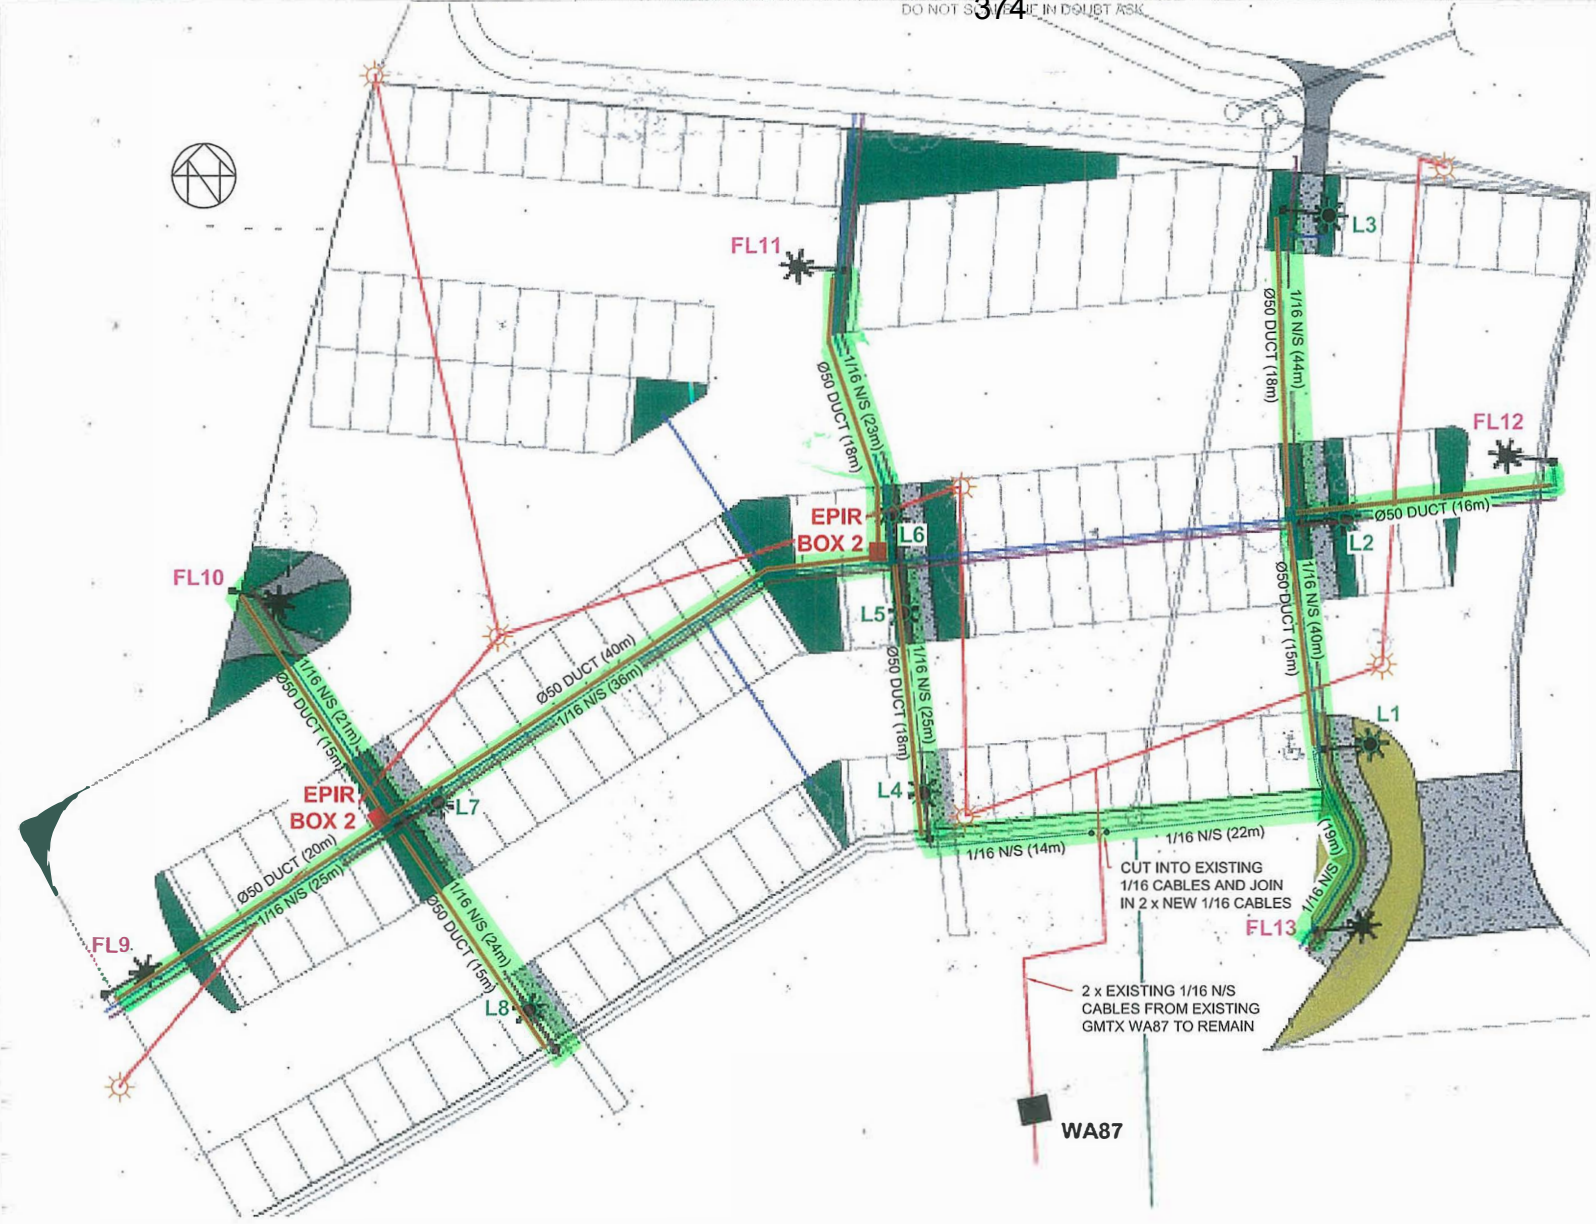 374
DO NOT SCALE IF IN DOUBT ASK
N
FL11
L3
Ø50 DUCT (18m)
1/16 N/S (44m)
Ø50 DUCT (18m)
1/16 N/S (23m)
FL12
EPIR
BOX 2
L6
Ø50 DUCT (16m)
L2
FL10
L5
Ø50 DUCT (15m)
1/16 N/S (40m)
Ø50 DUCT (40m)
1/16 N/S (36m)
1/16 N/S (21m)
Ø50 DUCT (15m)
Ø50 DUCT (18m)
1/16 N/S (25m)
L1
EPIR
BOX 2
L7
L4
1/16 N/S (14m)
1/16 N/S (22m)
1/16 N/S (19m)
Ø50 DUCT (20m)
1/16 N/S (25m)
CUT INTO EXISTING
1/16 CABLES AND JOIN
IN 2 x NEW 1/16 CABLES
FL13
FL9
Ø50 DUCT (15m)
1/16 N/S (24m)
L8
2 x EXISTING 1/16 N/S
CABLES FROM EXISTING
GMTX WA87 TO REMAIN
WA87